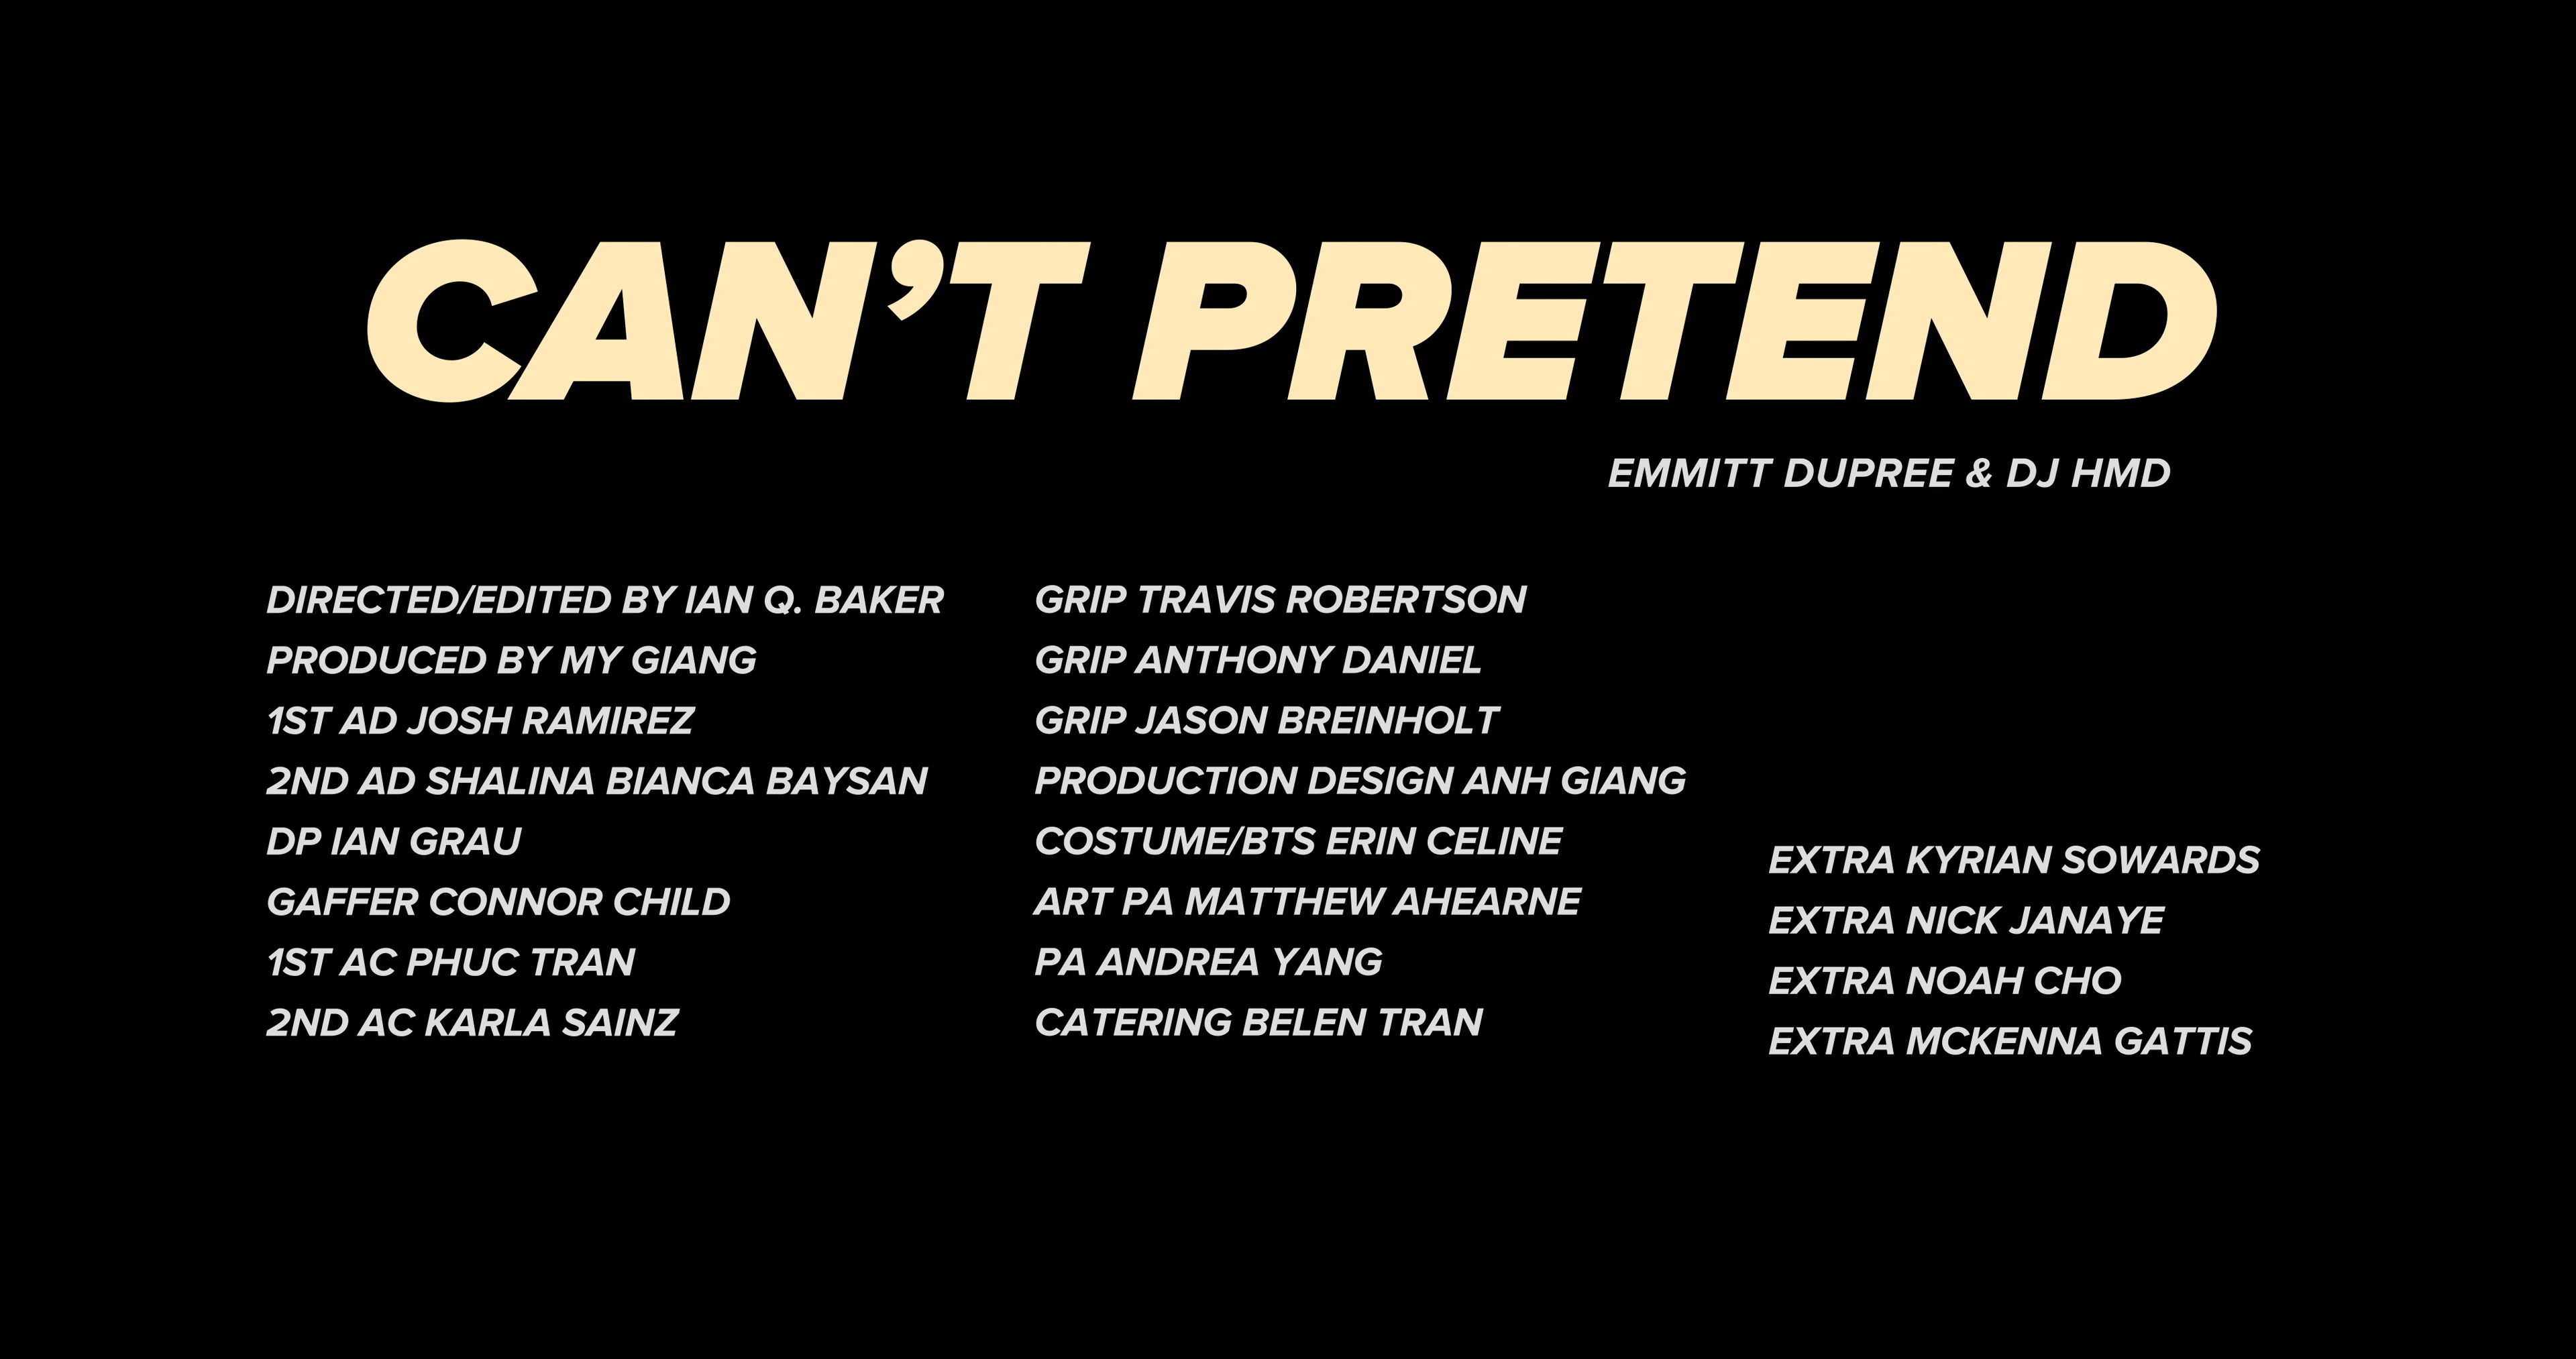 CAN’T PRETEND
EMMITT DUPREE & DJ HMD
DIRECTED/EDITED BY IAN Q. BAKER
PRODUCED BY MY GIANG
1ST AD JOSH RAMIREZ
2ND AD SHALINA BIANCA BAYSAN
DP IAN GRAU
GAFFER CONNOR CHILD
1ST AC PHUC TRAN
2ND AC KARLA SAINZ
GRIP TRAVIS ROBERTSON
GRIP ANTHONY DANIEL
GRIP JASON BREINHOLT
PRODUCTION DESIGN ANH GIANG
COSTUME/BTS ERIN CELINE
ART PA MATTHEW AHEARNE
PA ANDREA YANG
CATERING BELEN TRAN
EXTRA KYRIAN SOWARDS
EXTRA NICK JANAYE
EXTRA NOAH CHO
EXTRA MCKENNA GATTIS